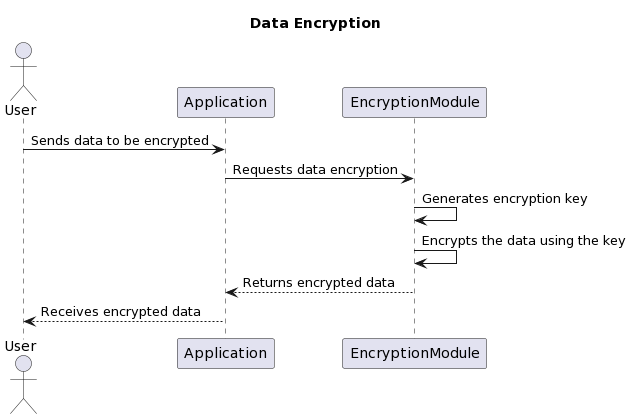 Data Encryption
User
Application
EncryptionModule
Sends data to be encrypted
Requests data encryption
Generates encryption key
Encrypts the data using the key
Returns encrypted data
Receives encrypted data
User
Application
EncryptionModule